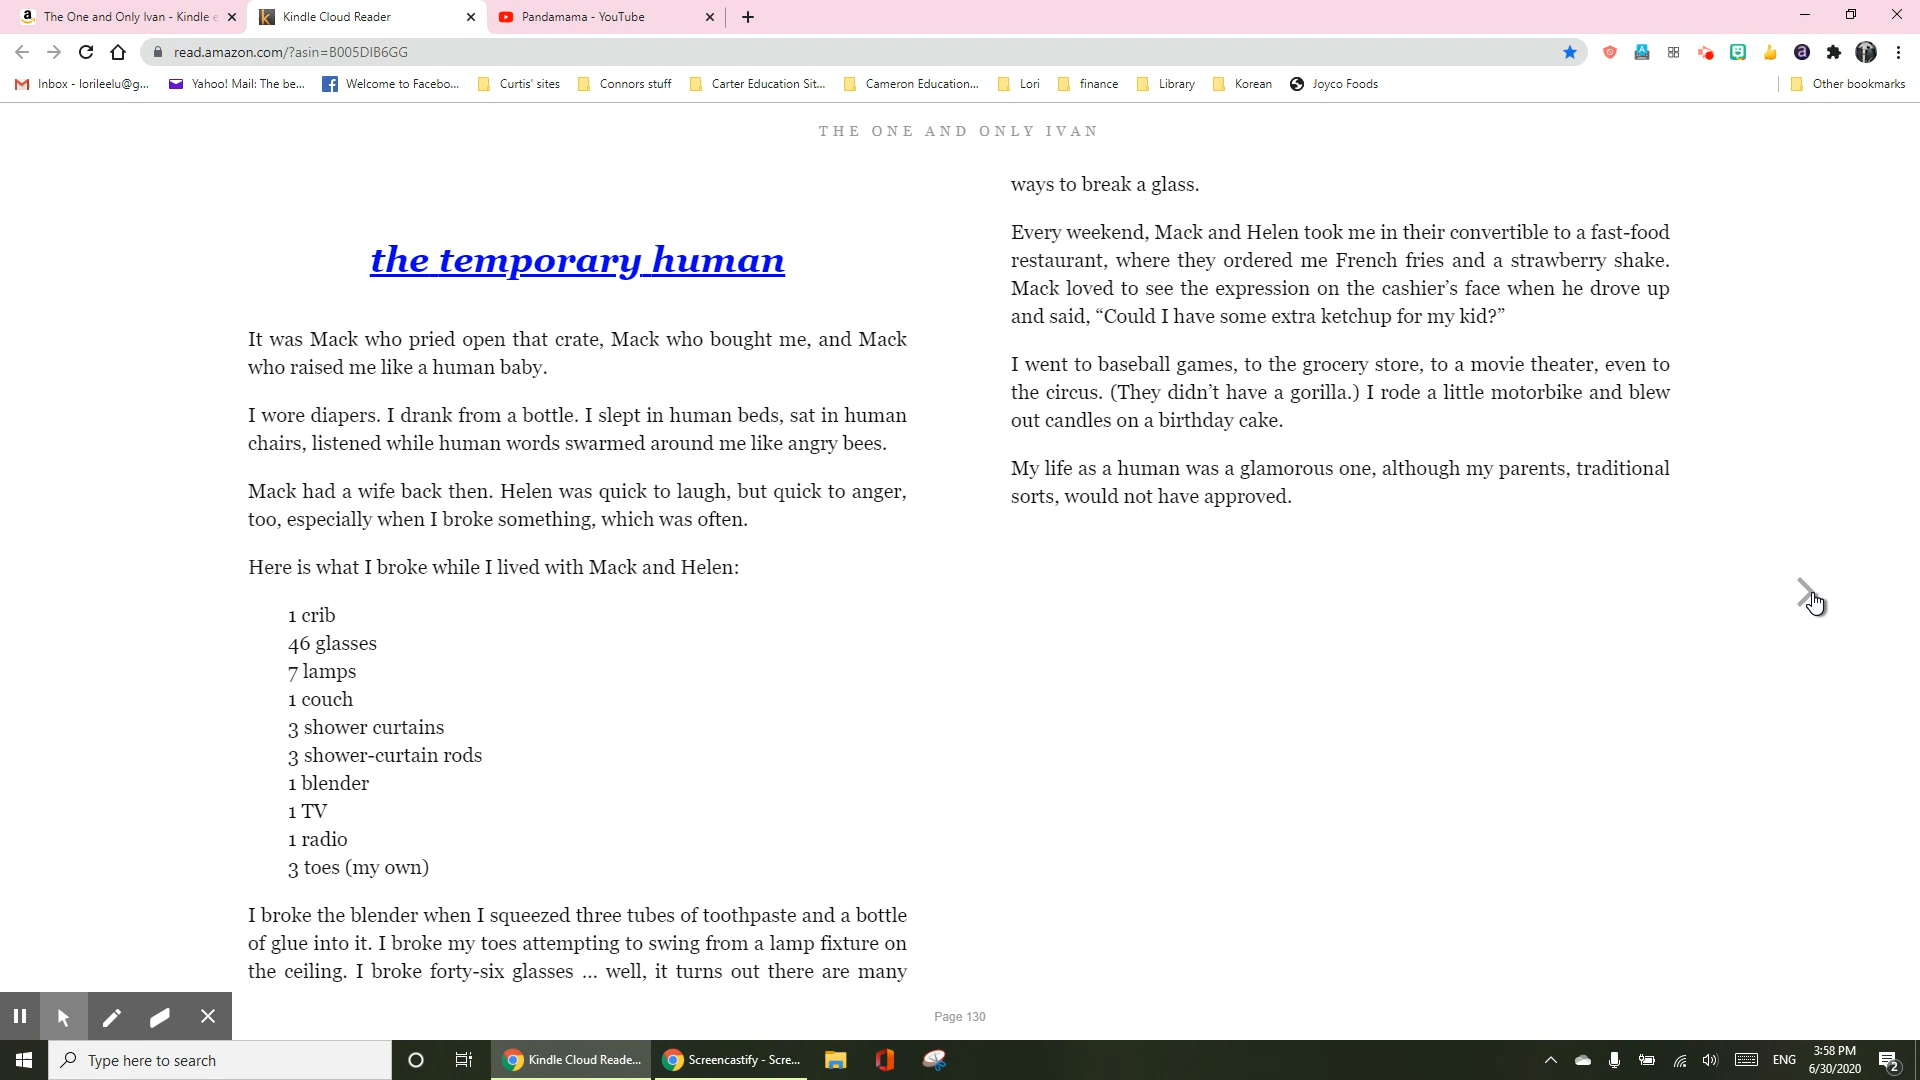 The One and Only Ivan - Kindle e
Kindle Cloud Reader
Pandamama - YouTube
read.amazon.com/?asin=B005DIB6GG
Inbox - lorileelu@g...
Yahoo! Mail: The be...
Welcome to Facebo...
Curtis' sites
Connors stuff
Carter Education Sit...
Cameron Education...
Lori
finance
Library
Korean
Joyco Foods
Other bookmarks
THE ONE AND ONLY IVAN
the temporary human
It was Mack who pried open that crate, Mack who bought me, and Mack
who raised me like a human baby.
I wore diapers. I drank from a bottle. I slept in human beds, sat in human
chairs, listened while human words swarmed around me like angry bees.
Mack had a wife back then. Helen was quick to laugh, but quick to anger,
too, especially when I broke something, which was often.
Here is what I broke while I lived with Mack and Helen:
1 crib
46 glasses
7 lamps
1 couch
3 shower curtains
3 shower-curtain rods
1 blender
1 TV
1 radio
3 toes (my own)
I broke the blender when I squeezed three tubes of toothpaste and a bottle
of glue into it. I broke my toes attempting to swing from a lamp fixture on
the ceiling. I broke forty-six glasses ... well, it turns out there are many
ways to break a glass.
Every weekend, Mack and Helen took me in their convertible to a fast-food
restaurant, where they ordered me French fries and a strawberry shake.
Mack loved to see the expression on the cashier’s face when he drove up
and said, “Could I have some extra ketchup for my kid?”
I went to baseball games, to the grocery store, to a movie theater, even to
the circus. (They didn’t have a gorilla.) I rode a little motorbike and blew
out candles on a birthday cake.
My life as a human was a glamorous one, although my parents, traditional
sorts, would not have approved.
Page 130
Type here to search
Kindle Cloud Reade...
Screencastify - Scre...
ENG
3:58 PM
6/30/2020
2